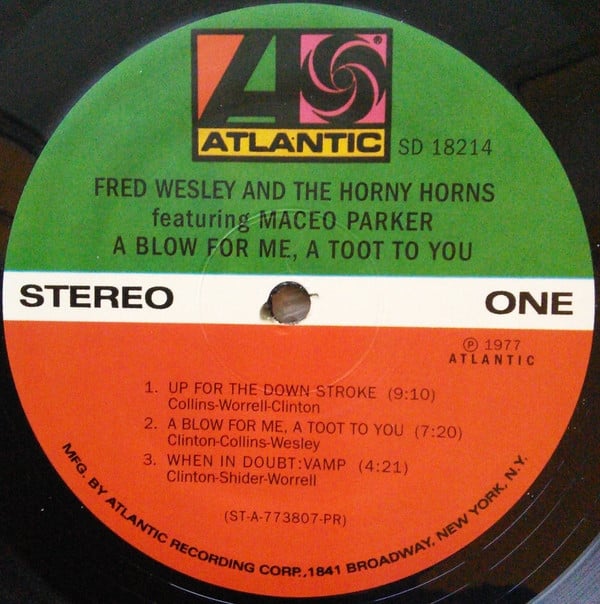 ATLANTIC
®
SD 18214
FRED WESLEY AND THE HORNY HORNS
featuring MACEO PARKER
A BLOW FOR ME, A TOOT TO YOU
STEREO
ONE
℗ 1977
ATLANTIC
1. UP FOR THE DOWN STROKE (9:10)
Collins-Worrell-Clinton
2. A BLOW FOR ME, A TOOT TO YOU (7:20)
Clinton-Collins-Wesley
3. WHEN IN DOUBT:VAMP (4:21)
Clinton-Shider-Worrell
(ST-A-773807-PR)
MFG. BY ATLANTIC RECORDING CORP.,1841 BROADWAY, NEW YORK, N.Y.